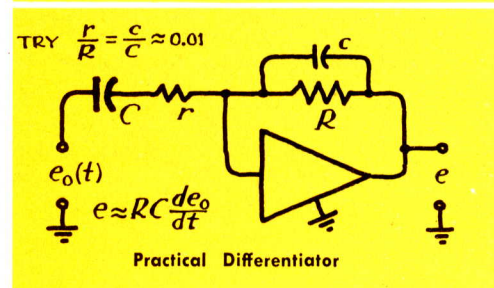 TRY r/R = c/C ≈ 0.01
c
C
r
R
e₀(t)
e
e ≈ RC de₀/dt
Practical Differentiator